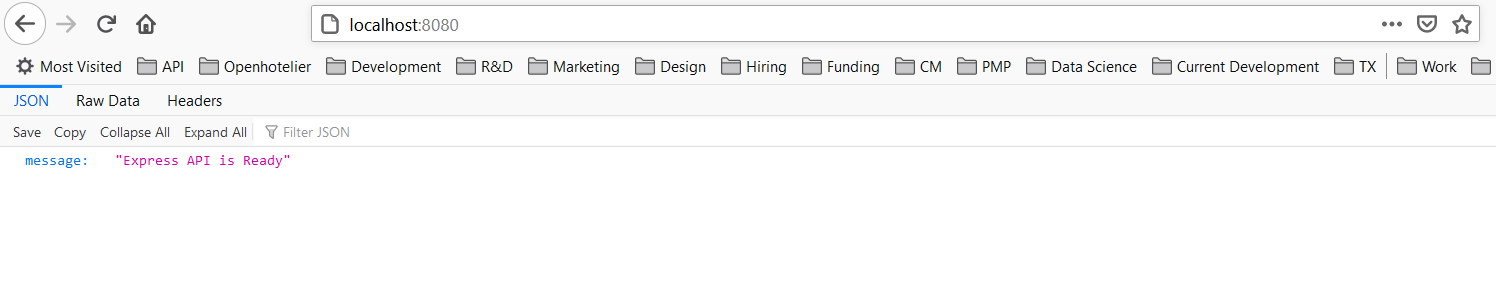 localhost:8080
Most Visited API Openhotelier Development R&D Marketing Design Hiring Funding CM PMP Data Science Current Development TX Work
JSON Raw Data Headers
Save Copy Collapse All Expand All Filter JSON
message: "Express API is Ready"